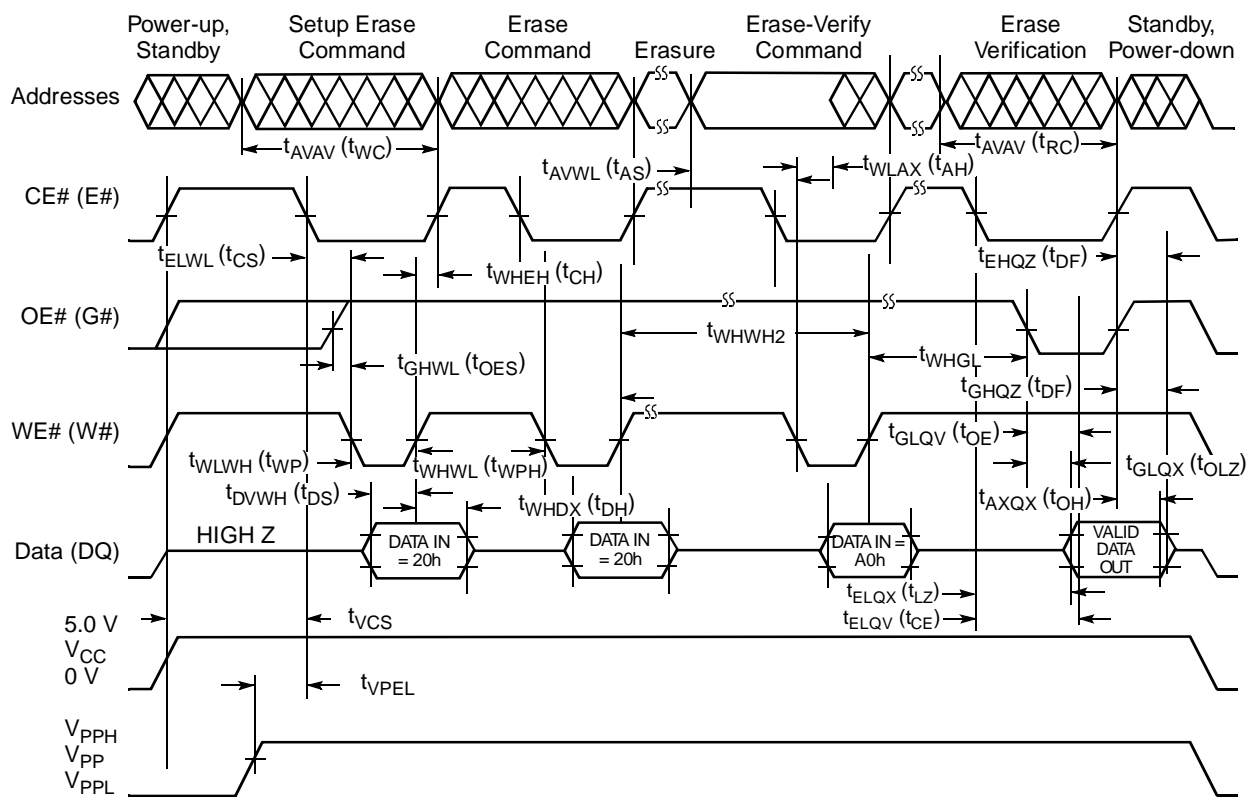 Power-up, Standby
Setup Erase Command
Erase Command
Erasure
Erase-Verify Command
Erase Verification
Standby, Power-down
Addresses
tAVAV (tWC)
tAVWL (tAS)
tWLAX (tAH)
tAVAV (tRC)
CE# (E#)
tELWL (tCS)
tWHEH (tCH)
tEHQZ (tDF)
OE# (G#)
tWHWH2
tWHGL
tGHWL (tOES)
tGHQZ (tDF)
WE# (W#)
tGLQV (tOE)
tWLWH (tWP)
tWHWL (tWPH)
tGLQX (tOLZ)
tDVWH (tDS)
tWHDX (tDH)
tAXQX (tOH)
Data (DQ)
HIGH Z
DATA IN
= 20h
DATA IN
= 20h
DATA IN =
A0h
VALID
DATA
OUT
tELQX (tLZ)
tELQV (tCE)
tVCS
5.0 V
VCC
0 V
tVPEL
VPPH
VPP
VPPL